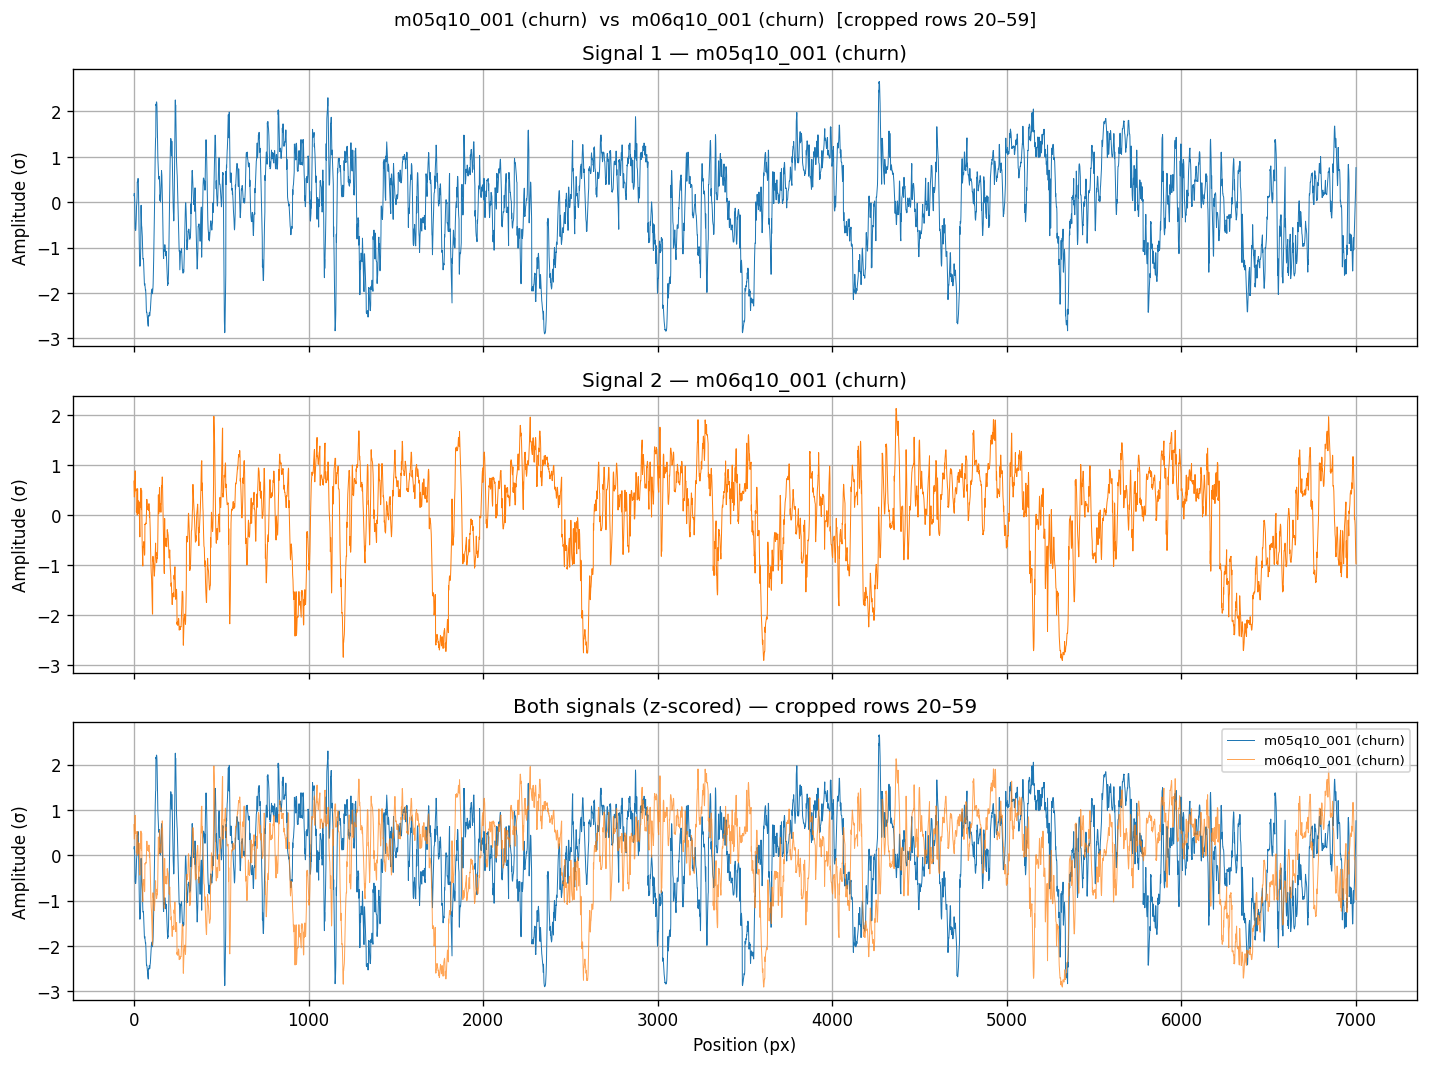 m05q10_001 (churn)  vs  m06q10_001 (churn)  [cropped rows 20–59]
Signal 1 — m05q10_001 (churn)
Amplitude (σ)
2
1
0
−1
−2
−3
Signal 2 — m06q10_001 (churn)
Amplitude (σ)
2
1
0
−1
−2
−3
Both signals (z-scored) — cropped rows 20–59
m05q10_001 (churn)
m06q10_001 (churn)
Amplitude (σ)
2
1
0
−1
−2
−3
0 1000 2000 3000 4000 5000 6000 7000
Position (px)